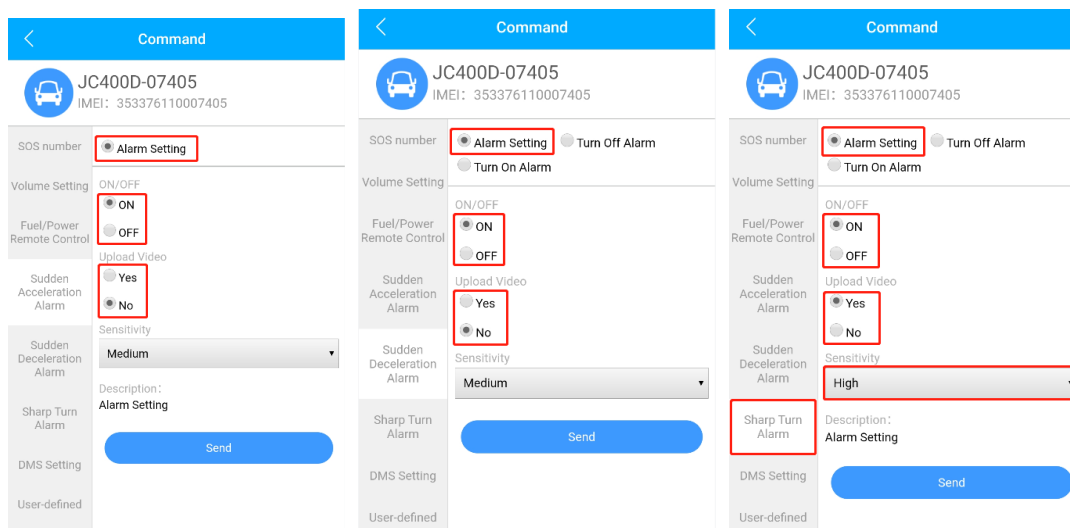 Command
JC400D-07405
IMEI: 353376110007405
SOS number
Volume Setting
Fuel/Power
Remote Control
Sudden
Acceleration
Alarm
Sudden
Deceleration
Alarm
Sharp Turn
Alarm
DMS Setting
User-defined
Alarm Setting
ON/OFF
ON
OFF
Upload Video
Yes
No
Sensitivity
Medium
Description:
Alarm Setting
Send
Command
JC400D-07405
IMEI: 353376110007405
SOS number
Volume Setting
Fuel/Power
Remote Control
Sudden
Acceleration
Alarm
Sudden
Deceleration
Alarm
Sharp Turn
Alarm
DMS Setting
User-defined
Alarm Setting Turn Off Alarm
Turn On Alarm
ON/OFF
ON
OFF
Upload Video
Yes
No
Sensitivity
Medium
Send
Command
JC400D-07405
IMEI: 353376110007405
SOS number
Volume Setting
Fuel/Power
Remote Control
Sudden
Acceleration
Alarm
Sudden
Deceleration
Alarm
Sharp Turn
Alarm
DMS Setting
User-defined
Alarm Setting Turn Off Alarm
Turn On Alarm
ON/OFF
ON
OFF
Upload Video
Yes
No
Sensitivity
High
Description:
Alarm Setting
Send